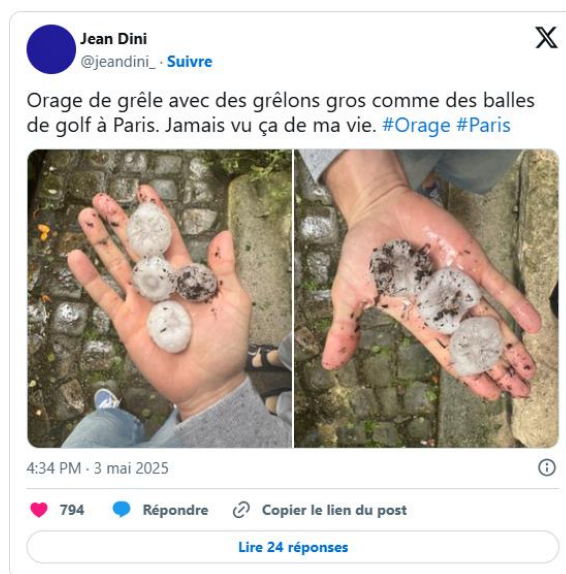 Jean Dini
@jeandini_ · Suivre
Orage de grêle avec des grêlons gros comme des balles
de golf à Paris. Jamais vu ça de ma vie. #Orage #Paris
4:34 PM · 3 mai 2025
794 Répondre Copier le lien du post
Lire 24 réponses